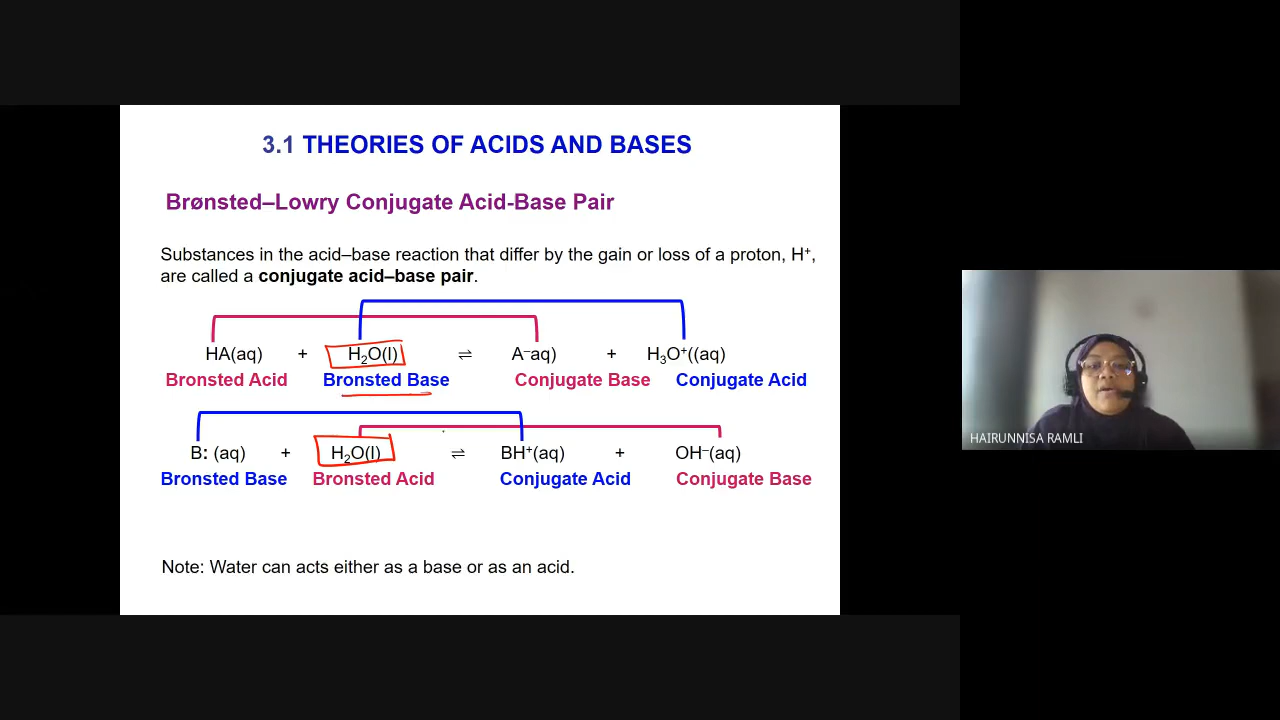 3.1 THEORIES OF ACIDS AND BASES
Brønsted–Lowry Conjugate Acid-Base Pair
Substances in the acid–base reaction that differ by the gain or loss of a proton, H⁺,
are called a conjugate acid–base pair.
HA(aq) + H₂O(l) ⇌ A⁻aq) + H₃O⁺((aq)
Bronsted Acid Bronsted Base Conjugate Base Conjugate Acid
B: (aq) + H₂O(l) ⇌ BH⁺(aq) + OH⁻(aq)
Bronsted Base Bronsted Acid Conjugate Acid Conjugate Base
Note: Water can acts either as a base or as an acid.
HAIRUNNISA RAMLI